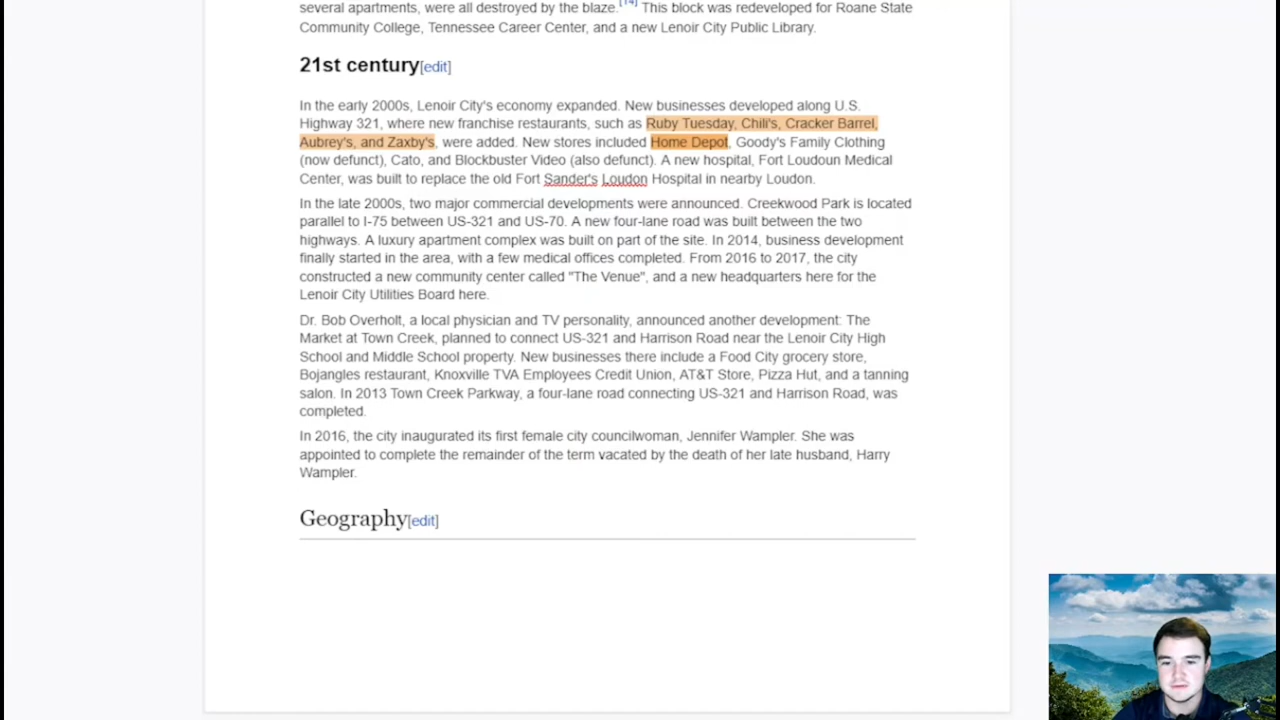 several apartments, were all destroyed by the blaze.[14] This block was redeveloped for Roane State
Community College, Tennessee Career Center, and a new Lenoir City Public Library.
21st century[edit]
In the early 2000s, Lenoir City's economy expanded. New businesses developed along U.S.
Highway 321, where new franchise restaurants, such as Ruby Tuesday, Chili's, Cracker Barrel,
Aubrey's, and Zaxby's, were added. New stores included Home Depot, Goody's Family Clothing
(now defunct), Cato, and Blockbuster Video (also defunct). A new hospital, Fort Loudoun Medical
Center, was built to replace the old Fort Sander's Loudon Hospital in nearby Loudon.
In the late 2000s, two major commercial developments were announced. Creekwood Park is located
parallel to I-75 between US-321 and US-70. A new four-lane road was built between the two
highways. A luxury apartment complex was built on part of the site. In 2014, business development
finally started in the area, with a few medical offices completed. From 2016 to 2017, the city
constructed a new community center called "The Venue", and a new headquarters here for the
Lenoir City Utilities Board here.
Dr. Bob Overholt, a local physician and TV personality, announced another development: The
Market at Town Creek, planned to connect US-321 and Harrison Road near the Lenoir City High
School and Middle School property. New businesses there include a Food City grocery store,
Bojangles restaurant, Knoxville TVA Employees Credit Union, AT&T Store, Pizza Hut, and a tanning
salon. In 2013 Town Creek Parkway, a four-lane road connecting US-321 and Harrison Road, was
completed.
In 2016, the city inaugurated its first female city councilwoman, Jennifer Wampler. She was
appointed to complete the remainder of the term vacated by the death of her late husband, Harry
Wampler.
Geography[edit]